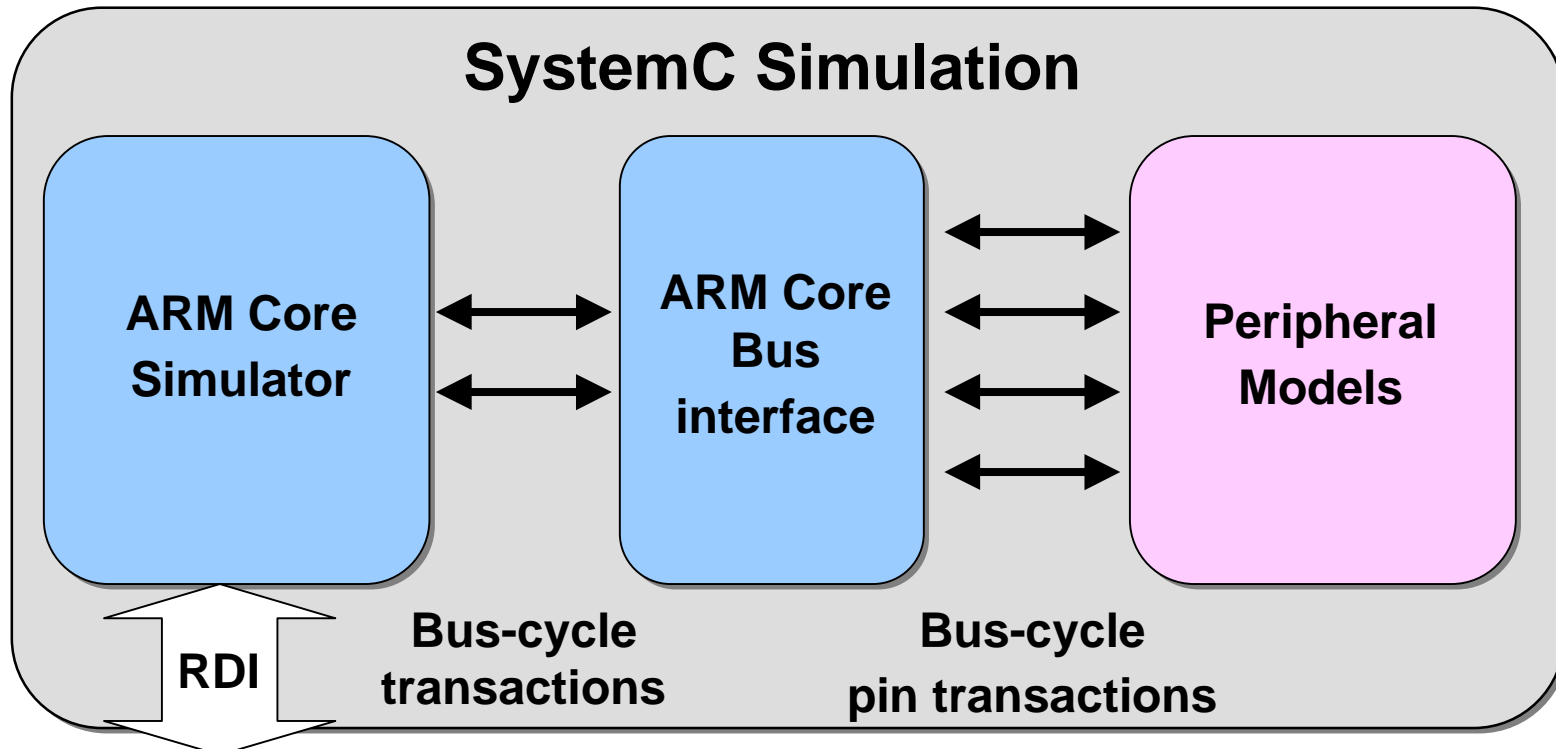 SystemC Simulation
ARM Core
Simulator
ARM Core
Bus
interface
Peripheral
Models
RDI
Bus-cycle
transactions
Bus-cycle
pin transactions